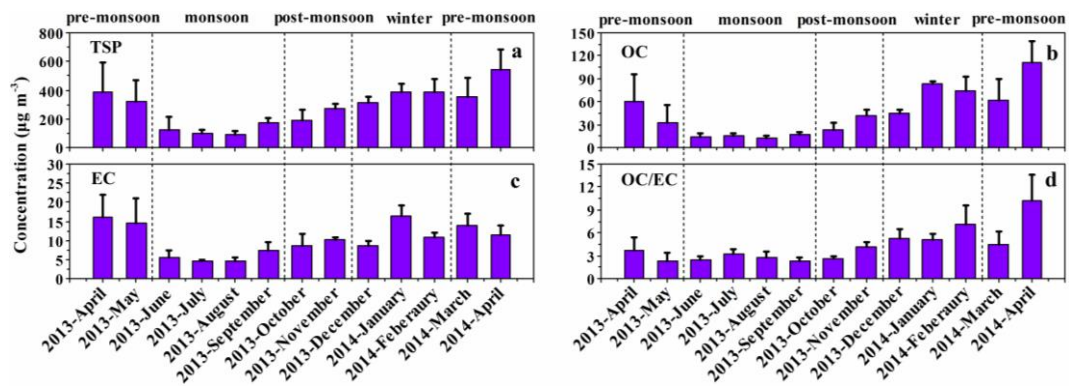 pre-monsoon monsoon post-monsoon winter pre-monsoon
pre-monsoon monsoon post-monsoon winter pre-monsoon
Concentration (μg m⁻³)
800
600
400
200
0
TSP
a
150
120
90
60
30
0
OC
b
30
25
20
15
10
5
0
EC
c
15
12
9
6
3
0
OC/EC
d
2013-April
2013-May
2013-June
2013-July
2013-August
2013-September
2013-October
2013-November
2013-December
2014-January
2014-Feberary
2014-March
2014-April
2013-April
2013-May
2013-June
2013-July
2013-August
2013-September
2013-October
2013-November
2013-December
2014-January
2014-Feberary
2014-March
2014-April